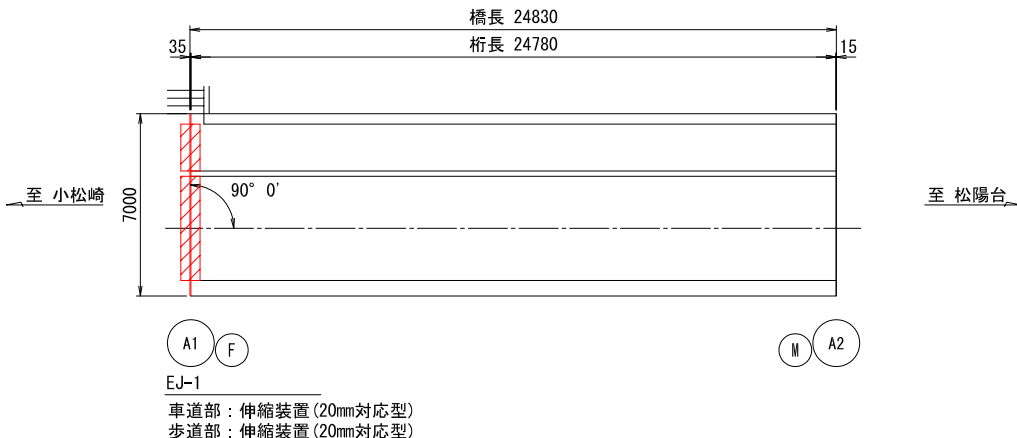 橋長 24830
35
桁長 24780
15
至 小松崎
7000
90° 0'
至 松陽台
A1
F
M
A2
EJ-1
車道部：伸縮装置(20mm対応型)
歩道部：伸縮装置(20mm対応型)